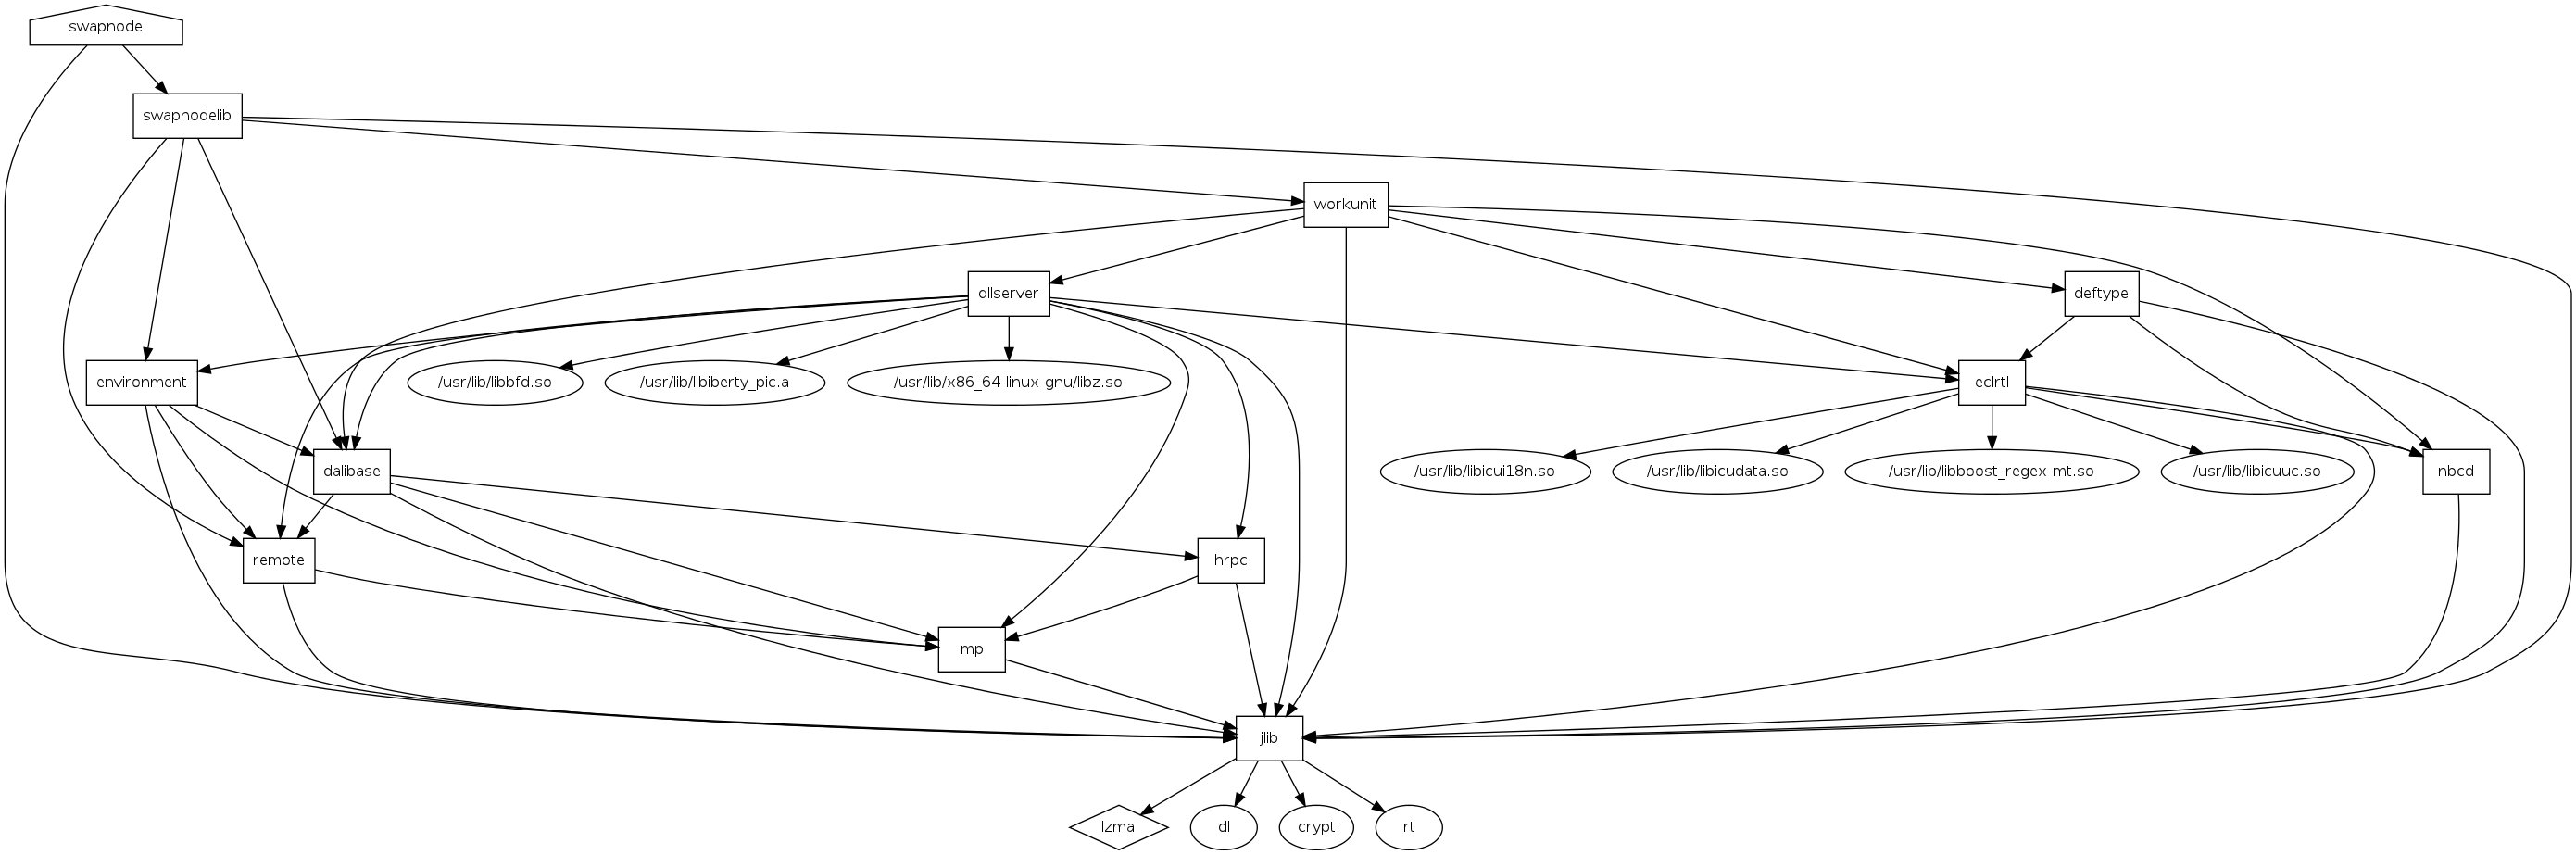 swapnode
swapnodelib
workunit
dllserver
deftype
environment
/usr/lib/libbfd.so
/usr/lib/libiberty_pic.a
/usr/lib/x86_64-linux-gnu/libz.so
eclrtl
dalibase
/usr/lib/libicui18n.so
/usr/lib/libicudata.so
/usr/lib/libboost_regex-mt.so
/usr/lib/libicuuc.so
nbcd
remote
hrpc
mp
jlib
lzma
dl
crypt
rt